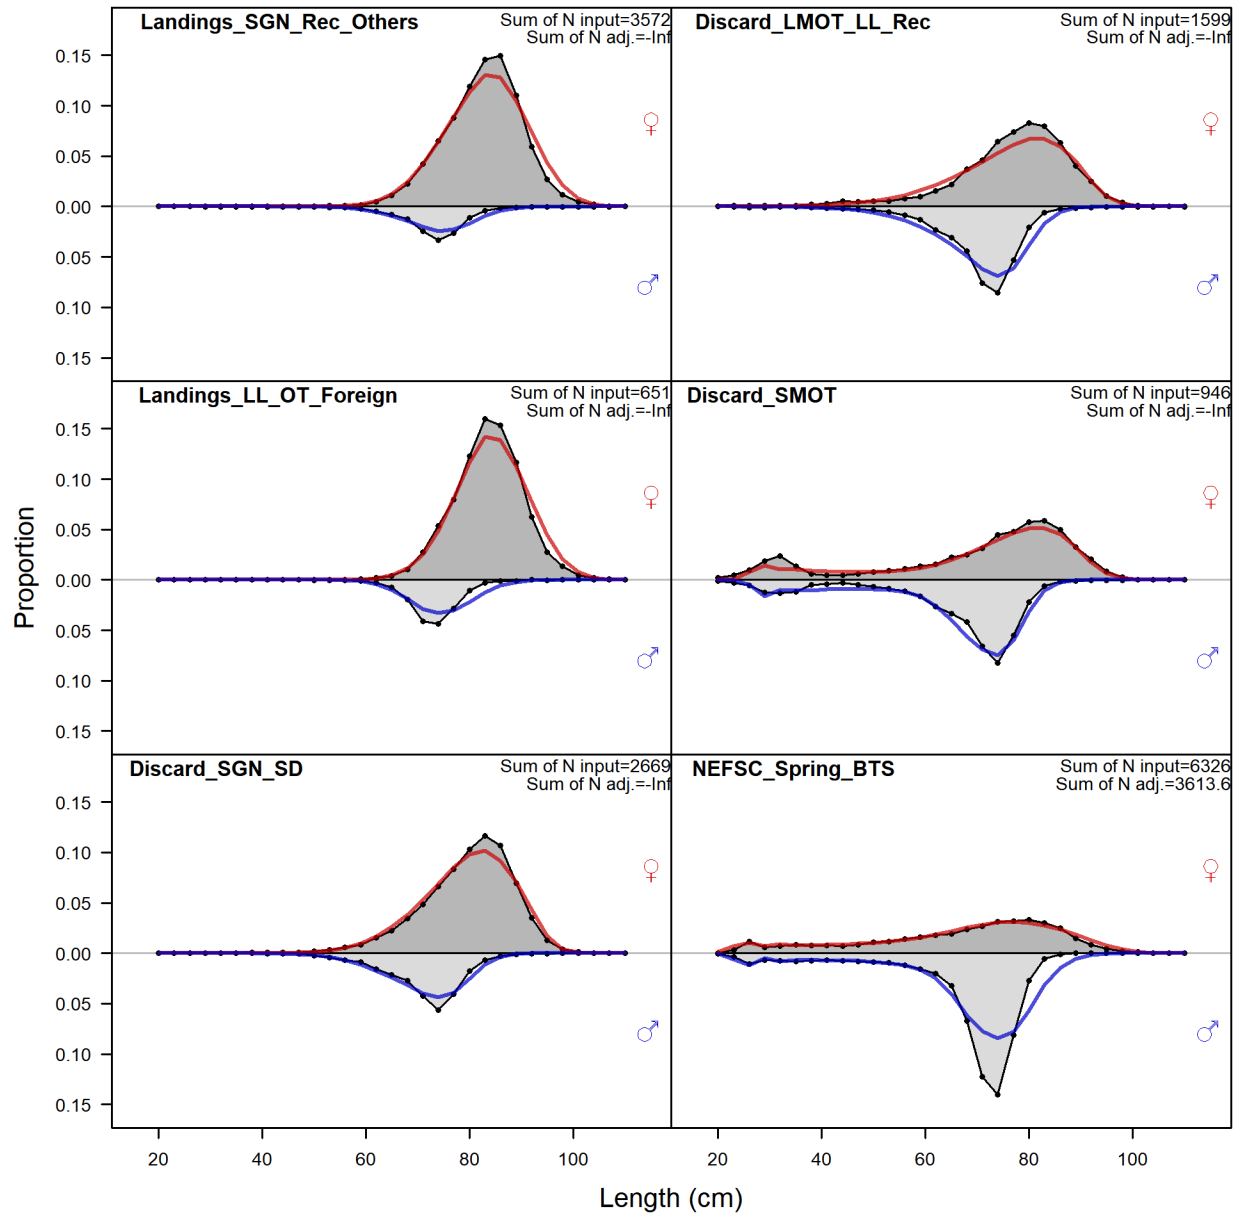 Landings_SGN_Rec_Others
Sum of N input=3572
Sum of N adj.=-Inf
0.15
0.10
0.05
0.00
0.05
0.10
0.15
♀
♂
Discard_LMOT_LL_Rec
Sum of N input=1599
Sum of N adj.=-Inf
♀
♂
Landings_LL_OT_Foreign
Sum of N input=651
Sum of N adj.=-Inf
0.15
0.10
0.05
0.00
0.05
0.10
0.15
♀
♂
Discard_SMOT
Sum of N input=946
Sum of N adj.=-Inf
♀
♂
Proportion
Discard_SGN_SD
Sum of N input=2669
Sum of N adj.=-Inf
0.15
0.10
0.05
0.00
0.05
0.10
0.15
♀
♂
NEFSC_Spring_BTS
Sum of N input=6326
Sum of N adj.=3613.6
♀
♂
20 40 60 80 100
20 40 60 80 100
Length (cm)